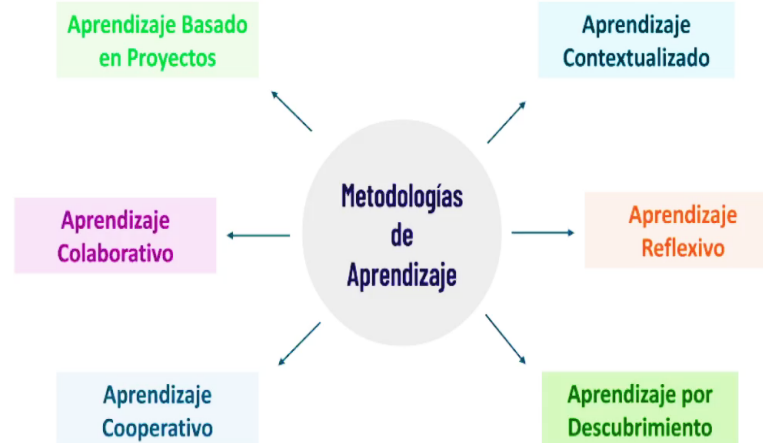 Aprendizaje Basado
en Proyectos
Aprendizaje
Contextualizado
Metodologías
de
Aprendizaje
Aprendizaje
Colaborativo
Aprendizaje
Reflexivo
Aprendizaje
Cooperativo
Aprendizaje por
Descubrimiento